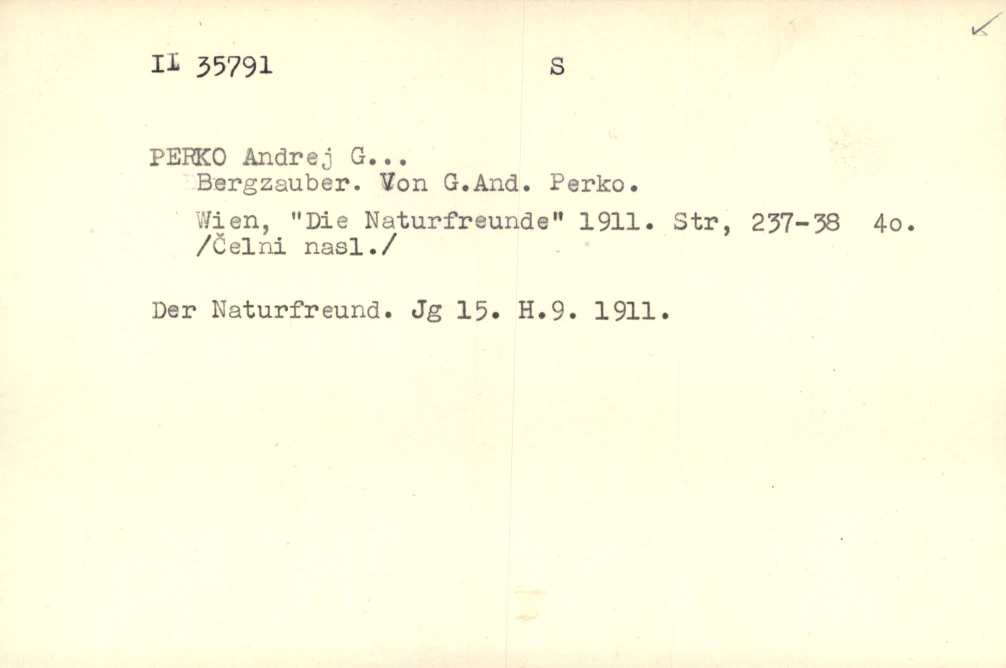 II 35791 S
PERKO Andrej G...
Bergzauber. Von G.And. Perko.
Wien, "Die Naturfreunde" 1911. Str, 237-38 4o.
/Čelni nasl./
Der Naturfreund. Jg 15. H.9. 1911.